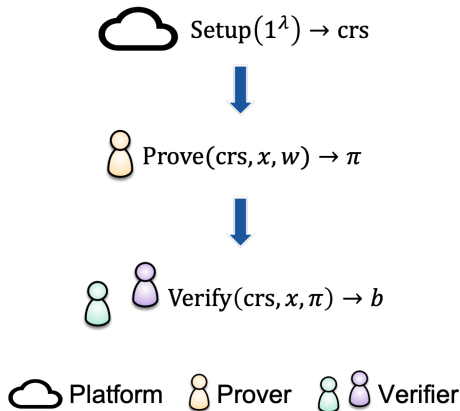 Setup(1^λ) → crs
Prove(crs, x, w) → π
Verify(crs, x, π) → b
Platform Prover Verifier